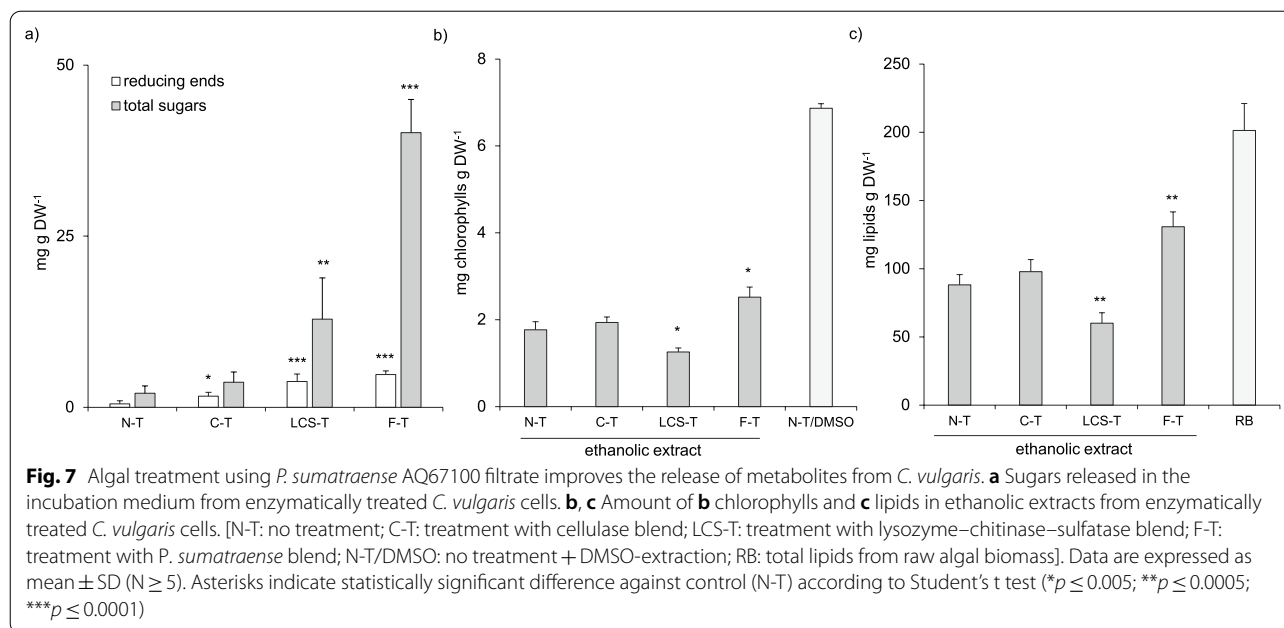 a)
50
25
0
mg g DW-1
reducing ends
total sugars
*
***
**
***
***
N-T
C-T
LCS-T
F-T
b)
8
6
4
2
0
mg chlorophylls g DW-1
*
*
N-T
C-T
LCS-T
F-T
N-T/DMSO
ethanolic extract
c)
250
200
150
100
50
0
mg lipids g DW-1
**
**
N-T
C-T
LCS-T
F-T
RB
ethanolic extract
Fig. 7 Algal treatment using P. sumatraense AQ67100 filtrate improves the release of metabolites from C. vulgaris. a Sugars released in the
incubation medium from enzymatically treated C. vulgaris cells. b, c Amount of b chlorophylls and c lipids in ethanolic extracts from enzymatically
treated C. vulgaris cells. [N-T: no treatment; C-T: treatment with cellulase blend; LCS-T: treatment with lysozyme–chitinase–sulfatase blend; F-T:
treatment with P. sumatraense blend; N-T/DMSO: no treatment + DMSO-extraction; RB: total lipids from raw algal biomass]. Data are expressed as
mean ± SD (N ≥ 5). Asterisks indicate statistically significant difference against control (N-T) according to Student’s t test (*p ≤ 0.005; **p ≤ 0.0005;
***p ≤ 0.0001)